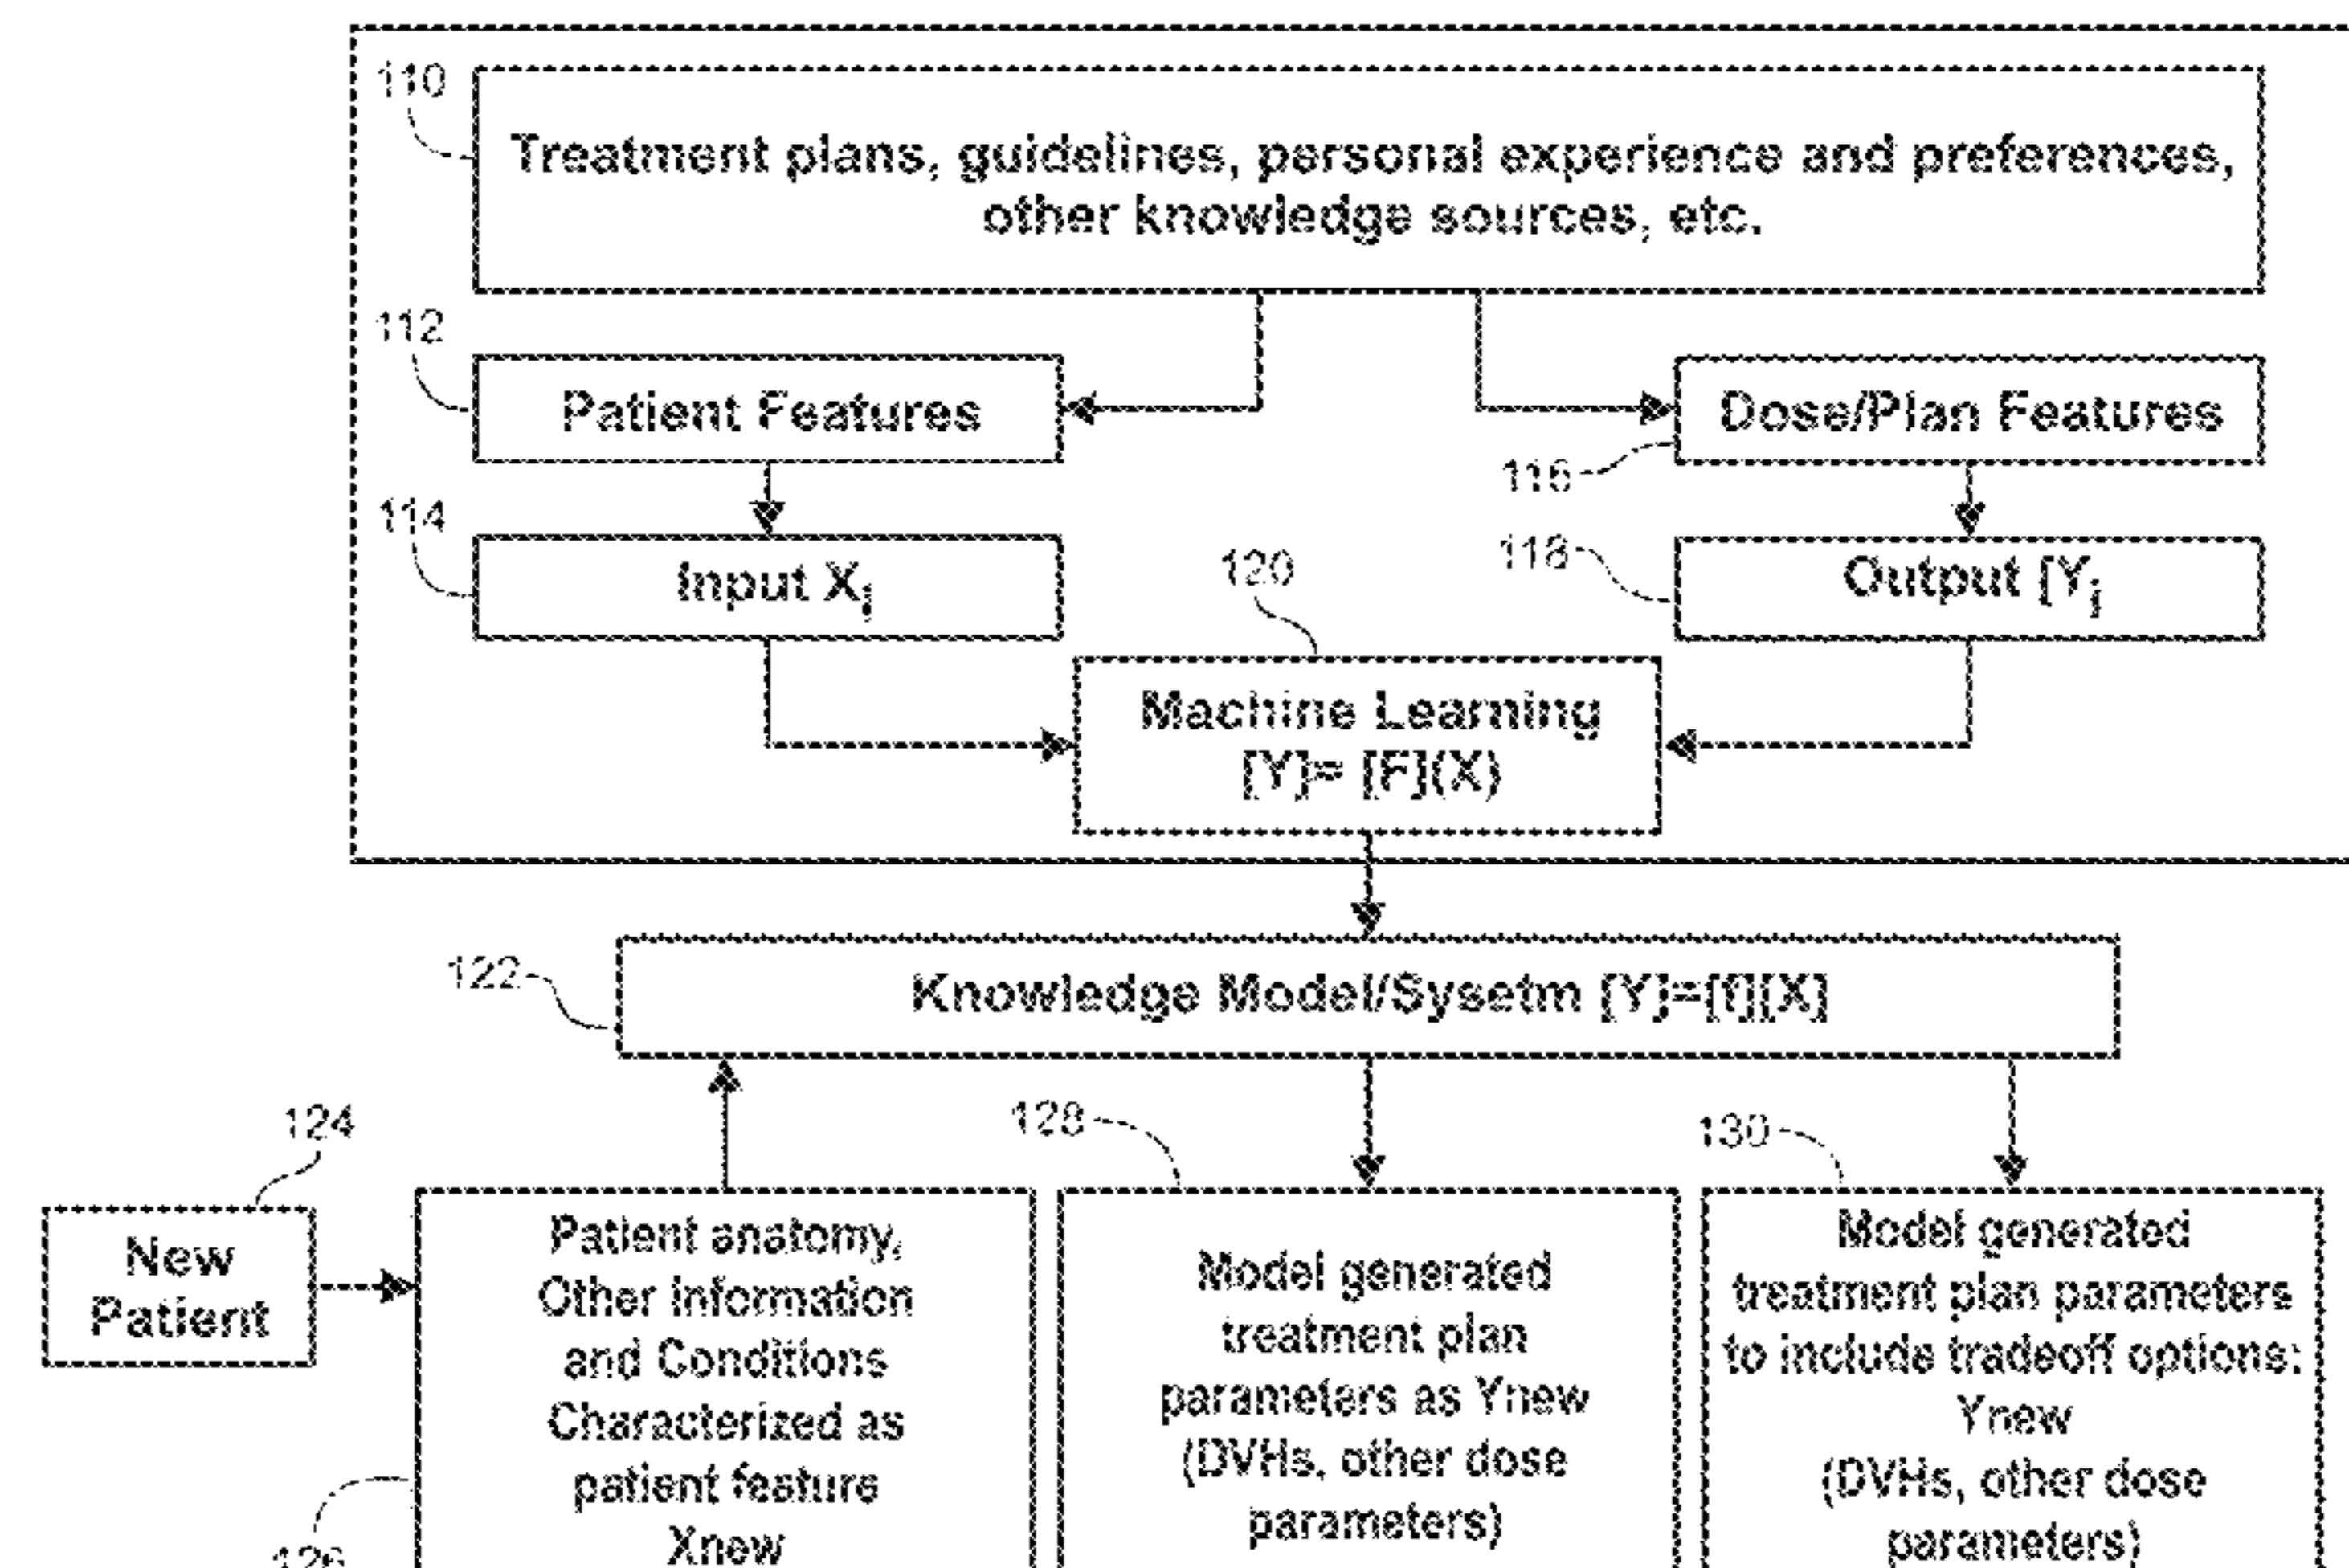 110
Treatment plans, guidelines, personal experience and preferences,
other knowledge sources, etc.
112
Patient Features
Dose/Plan Features
116
114
Input Xi
118
Output [Yi
120
Machine Learning
[Y]= [F](X)
122
Knowledge Model/Sysetm [Y]=[f][X]
124
New
Patient
126
Patient anatomy,
Other information
and Conditions
Characterized as
patient feature
Xnew
128
Model generated
treatment plan
parameters as Ynew
(DVHs, other dose
parameters)
130
Model generated
treatment plan parameters
to include tradeoff options:
Ynew
(DVHs, other dose
parameters)